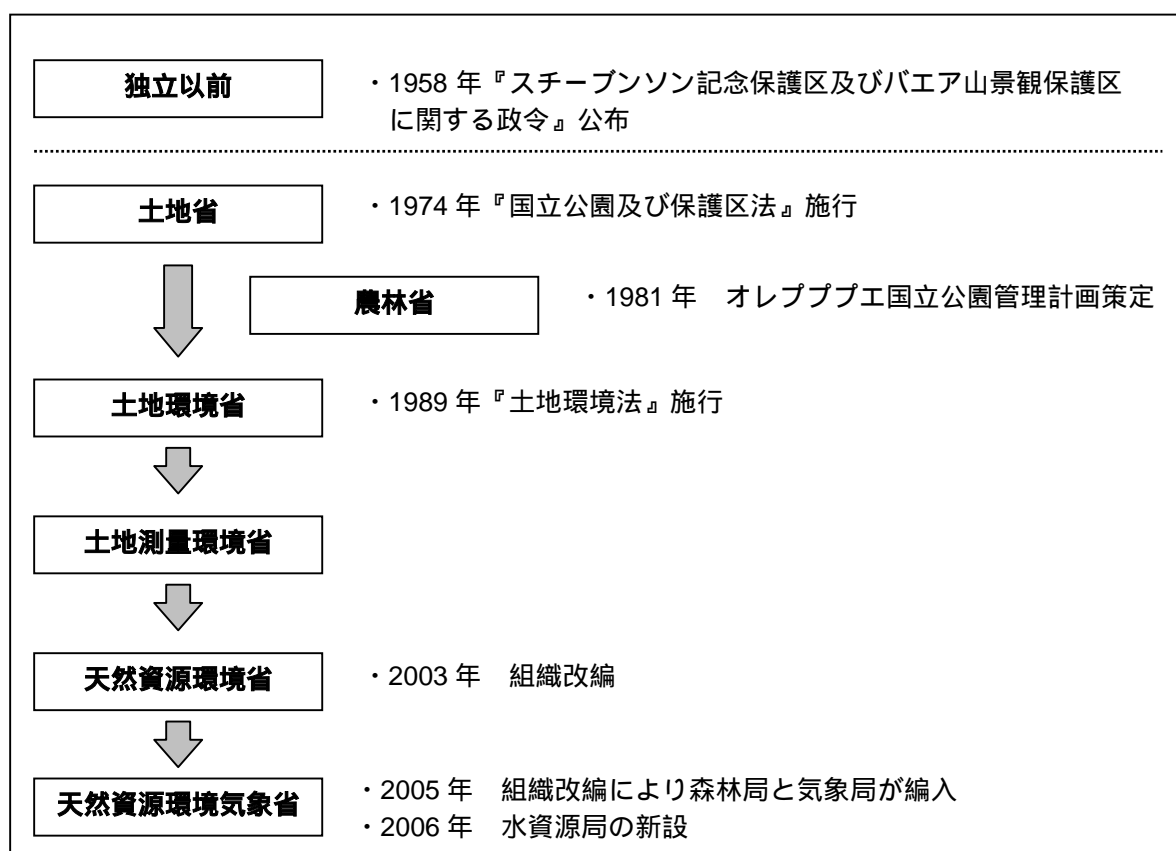 独立以前
・1958 年『スチーブンソン記念保護区及びバエア山景観保護区
に関する政令』公布
土地省
・1974 年『国立公園及び保護区法』施行
農林省
・1981 年　オレプププエ国立公園管理計画策定
土地環境省
・1989 年『土地環境法』施行
土地測量環境省
天然資源環境省
・2003 年　組織改編
天然資源環境気象省
・2005 年　組織改編により森林局と気象局が編入
・2006 年　水資源局の新設